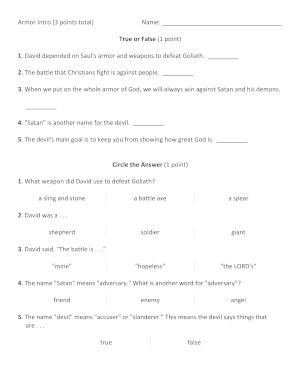 Armor Intro (3 points total) Name: ________________________________
True or False (1 point)
1. David depended on Saul's armor and weapons to defeat Goliath. _________
2. The battle that Christians fight is against people. _________
3. When we put on the whole armor of God, we will always win against Satan and his demons.
_________
4. "Satan" is another name for the devil. _________
5. The devil's main goal is to keep you from showing how great God is. _________
Circle the Answer (1 point)
1. What weapon did David use to defeat Goliath?
a sling and stone a battle axe a spear
2. David was a . . .
shepherd soldier giant
3. David said, "The battle is . . ."
"mine" "hopeless" "the LORD's"
4. The name "Satan" means "adversary." What is another word for "adversary"?
friend enemy angel
5. The name "devil" means "accuser" or "slanderer." This means the devil says things that
are . . .
true false